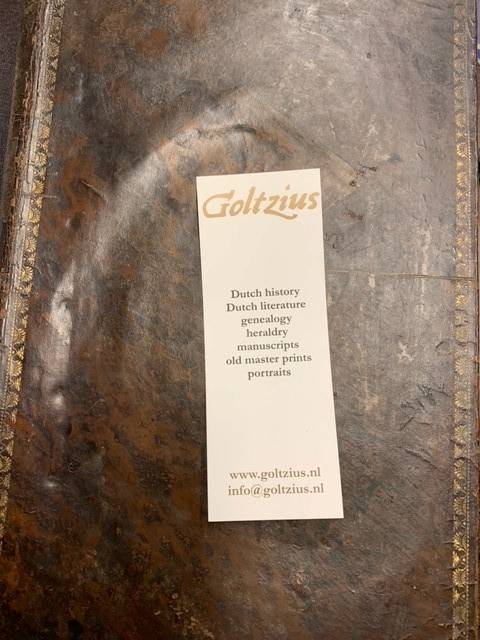 Goltzius
Dutch history
Dutch literature
genealogy
heraldry
manuscripts
old master prints
portraits
www.goltzius.nl
info@goltzius.nl